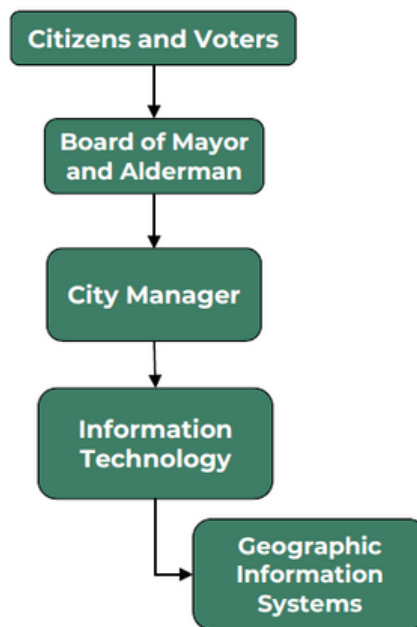 Citizens and Voters
Board of Mayor
and Alderman
City Manager
Information
Technology
Geographic
Information
Systems